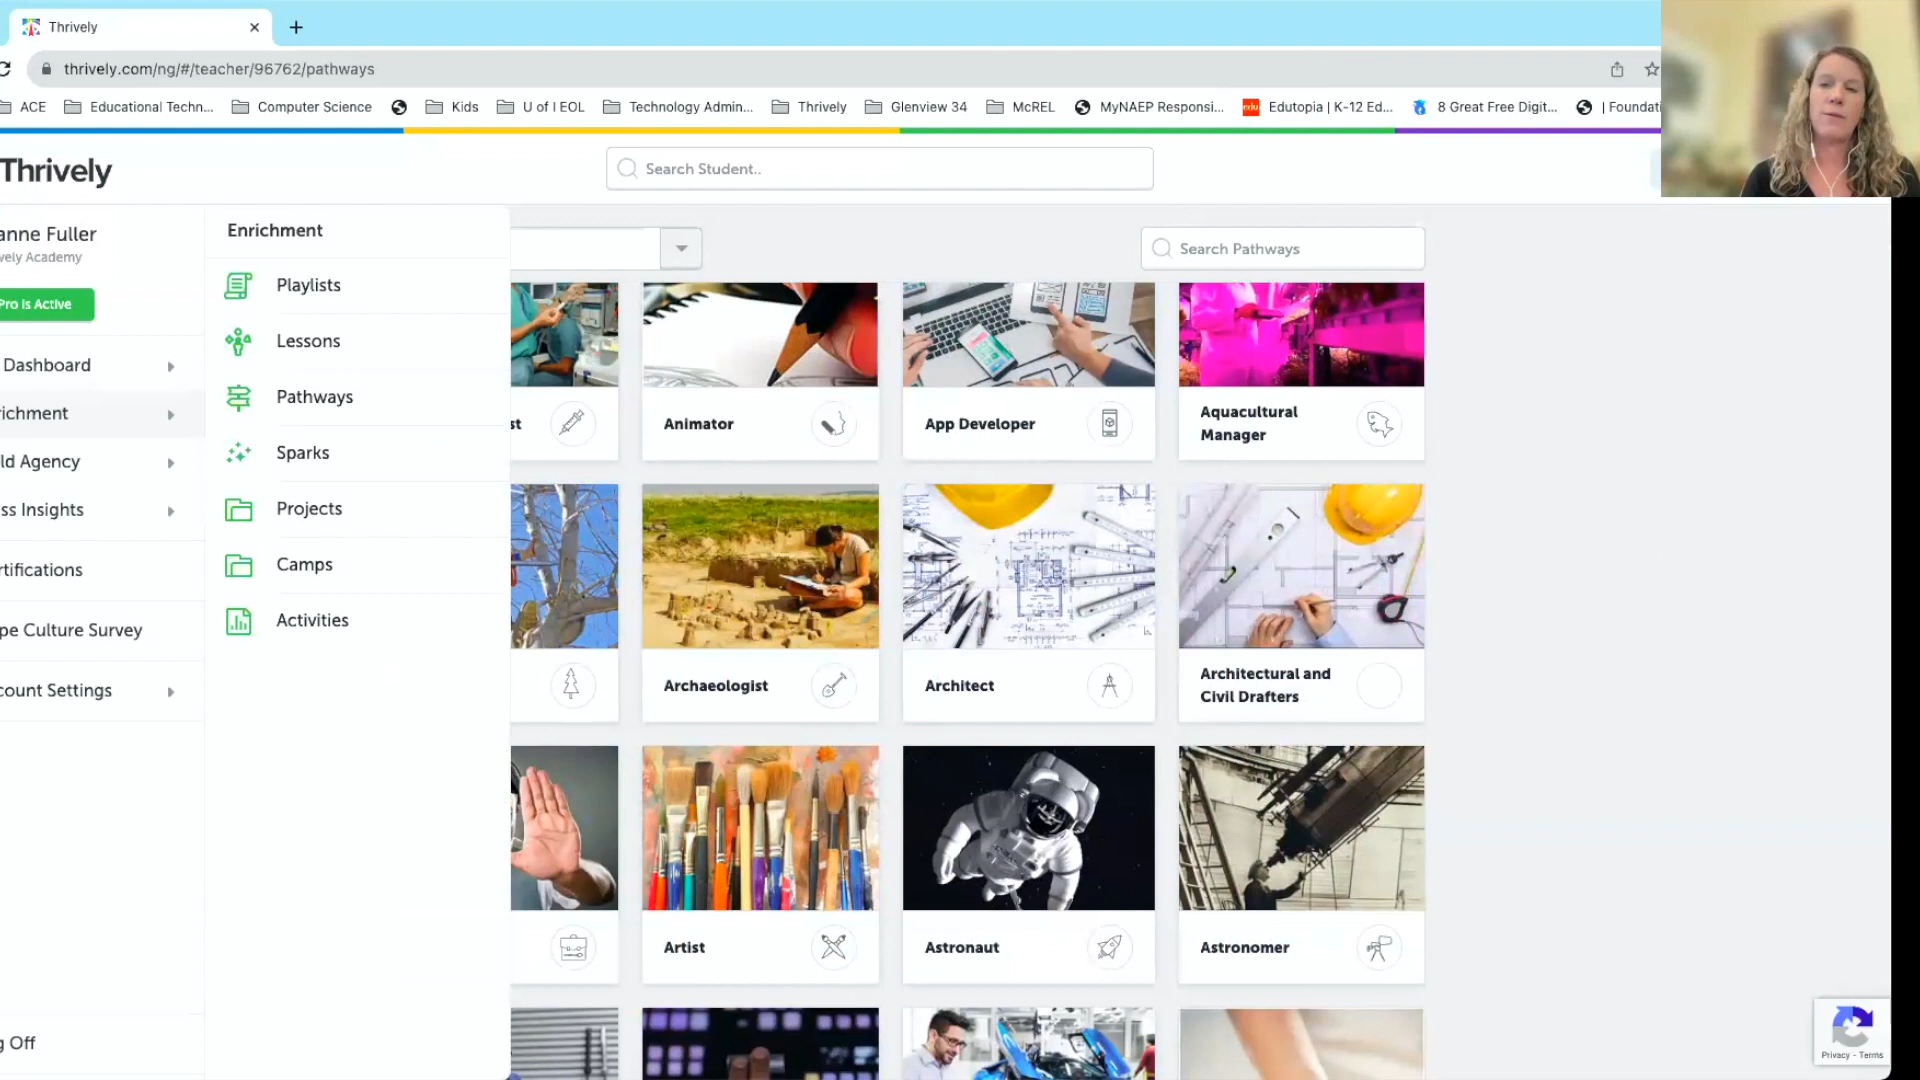 Thrively
thrively.com/ng/#/teacher/96762/pathways
ACE
Educational Techn...
Computer Science
Kids
U of I EOL
Technology Admin...
Thrively
Glenview 34
McREL
MyNAEP Responsi...
edu
Edutopia | K-12 Ed...
8 Great Free Digit...
| Foundati
Thrively
Search Student..
anne Fuller
vely Academy
Pro is Active
Dashboard
richment
ld Agency
ss Insights
rtifications
pe Culture Survey
count Settings
g Off
Enrichment
Playlists
Lessons
Pathways
Sparks
Projects
Camps
Activities
Search Pathways
st
Animator
App Developer
Aquacultural
Manager
Archaeologist
Architect
Architectural and
Civil Drafters
Artist
Astronaut
Astronomer
Privacy - Terms